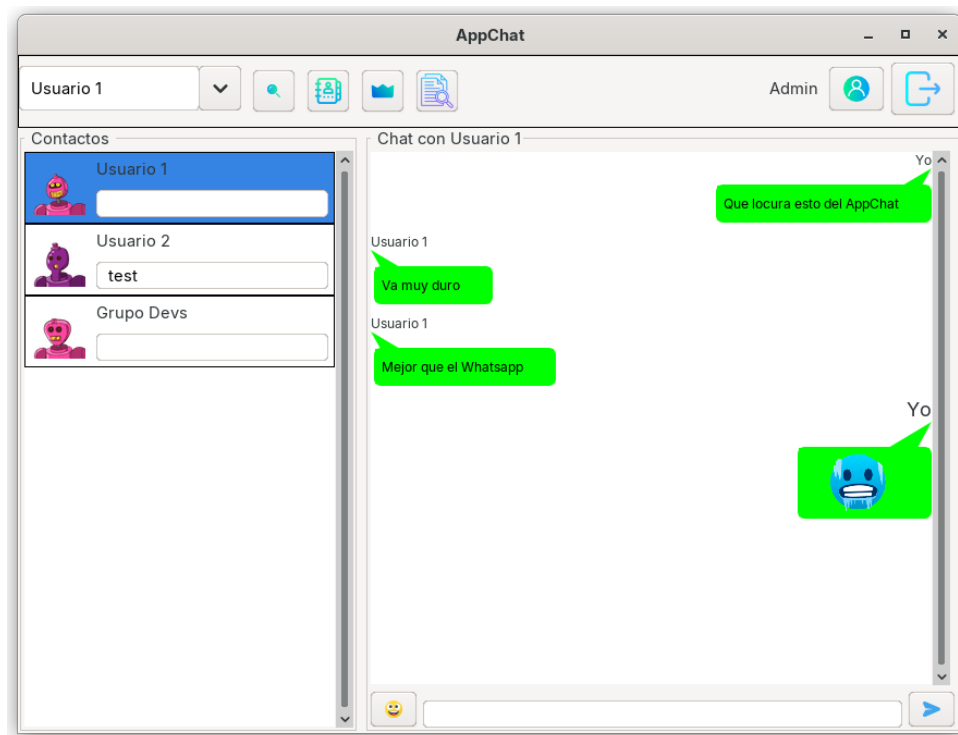 AppChat
Usuario 1
Admin
Contactos
Usuario 1
Usuario 2
test
Grupo Devs
Chat con Usuario 1
Yo
Que locura esto del AppChat
Usuario 1
Va muy duro
Usuario 1
Mejor que el Whatsapp
Yo